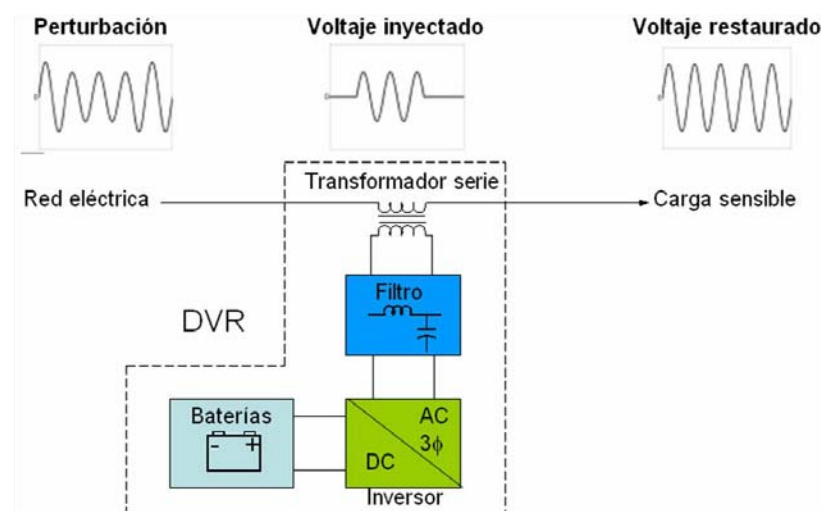 Perturbación
Voltaje inyectado
Voltaje restaurado
Transformador serie
Red eléctrica
Carga sensible
Filtro
DVR
Baterías
- +
AC
3ϕ
DC
Inversor